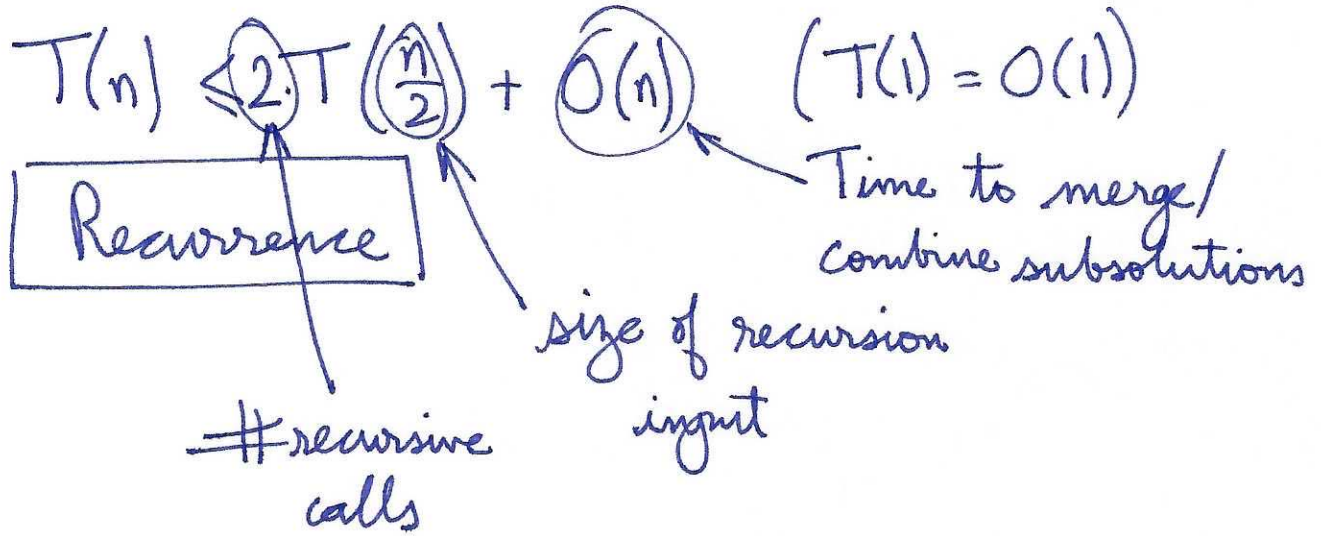 T(n) ≤ 2·T(n/2) + O(n) (T(1) = O(1))
Recurrence
Time to merge/
combine subsolutions
size of recursion
input
# recursive
calls